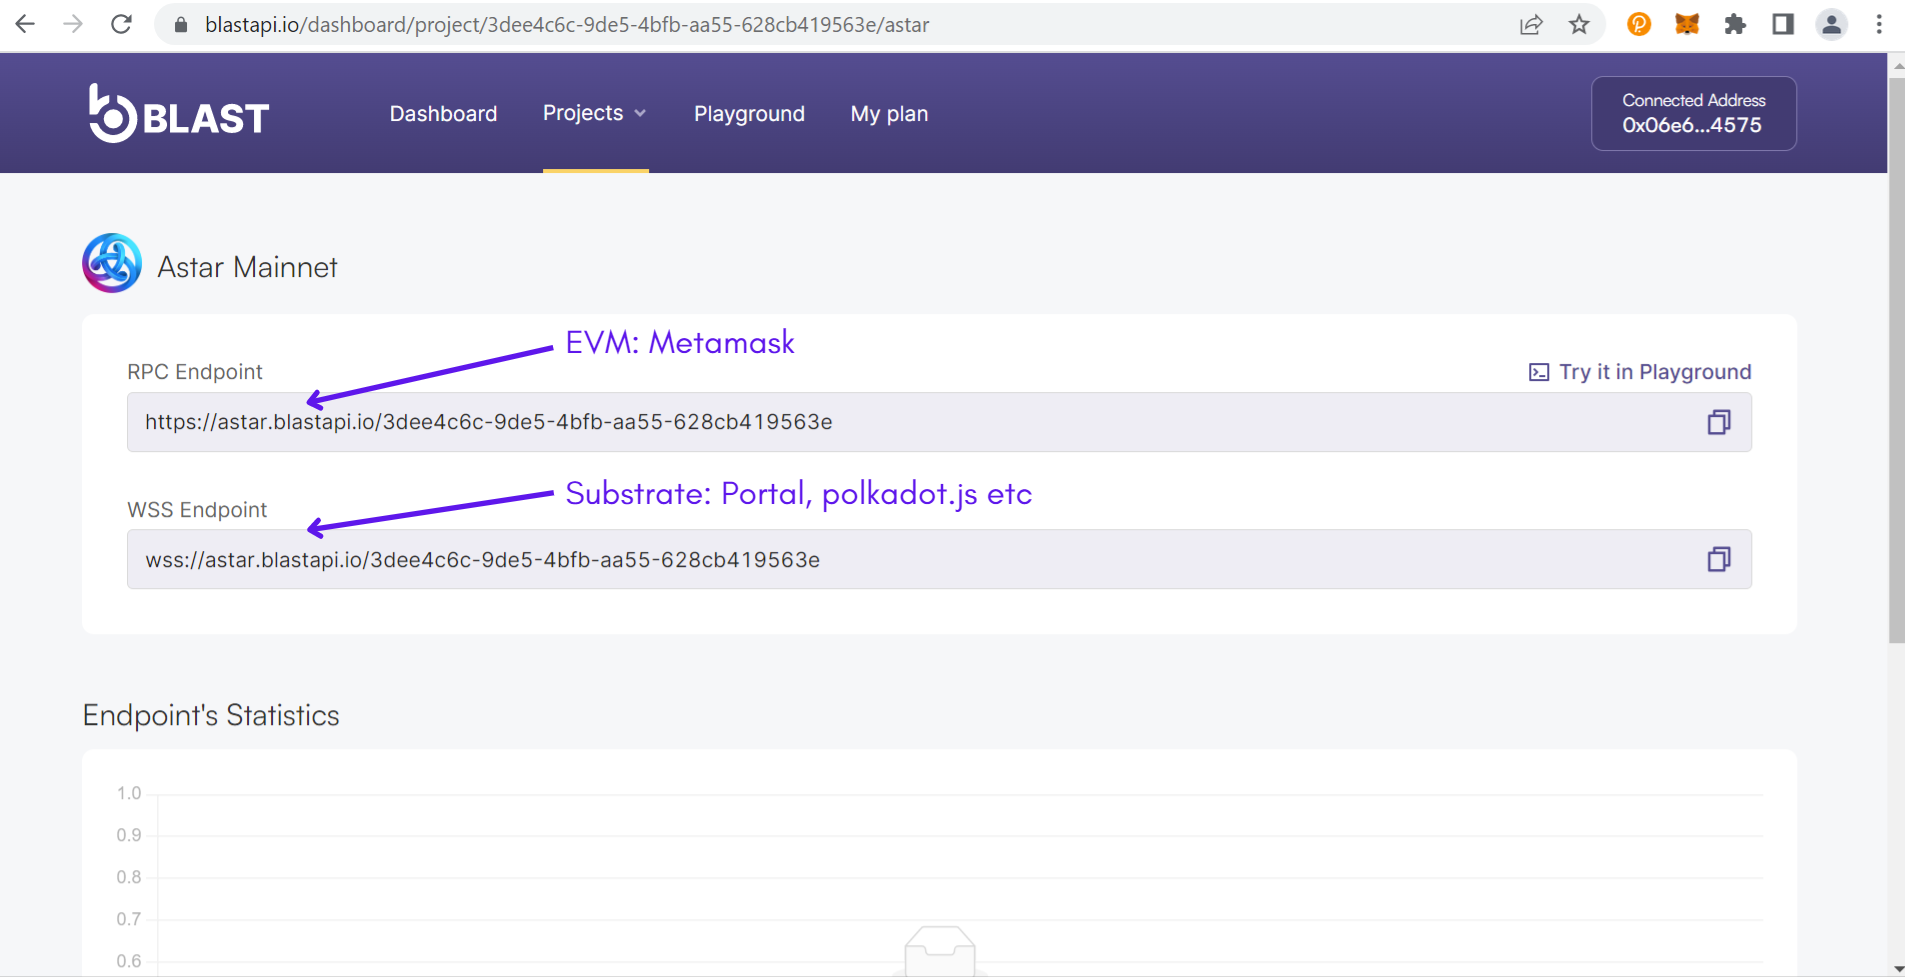 blastapi.io/dashboard/project/3dee4c6c-9de5-4bfb-aa55-628cb419563e/astar
BLAST
Dashboard Projects Playground My plan
Connected Address
0x06e6...4575
Astar Mainnet
EVM: Metamask
RPC Endpoint
Try it in Playground
https://astar.blastapi.io/3dee4c6c-9de5-4bfb-aa55-628cb419563e
Substrate: Portal, polkadot.js etc
WSS Endpoint
wss://astar.blastapi.io/3dee4c6c-9de5-4bfb-aa55-628cb419563e
Endpoint's Statistics
1.0
0.9
0.8
0.7
0.6